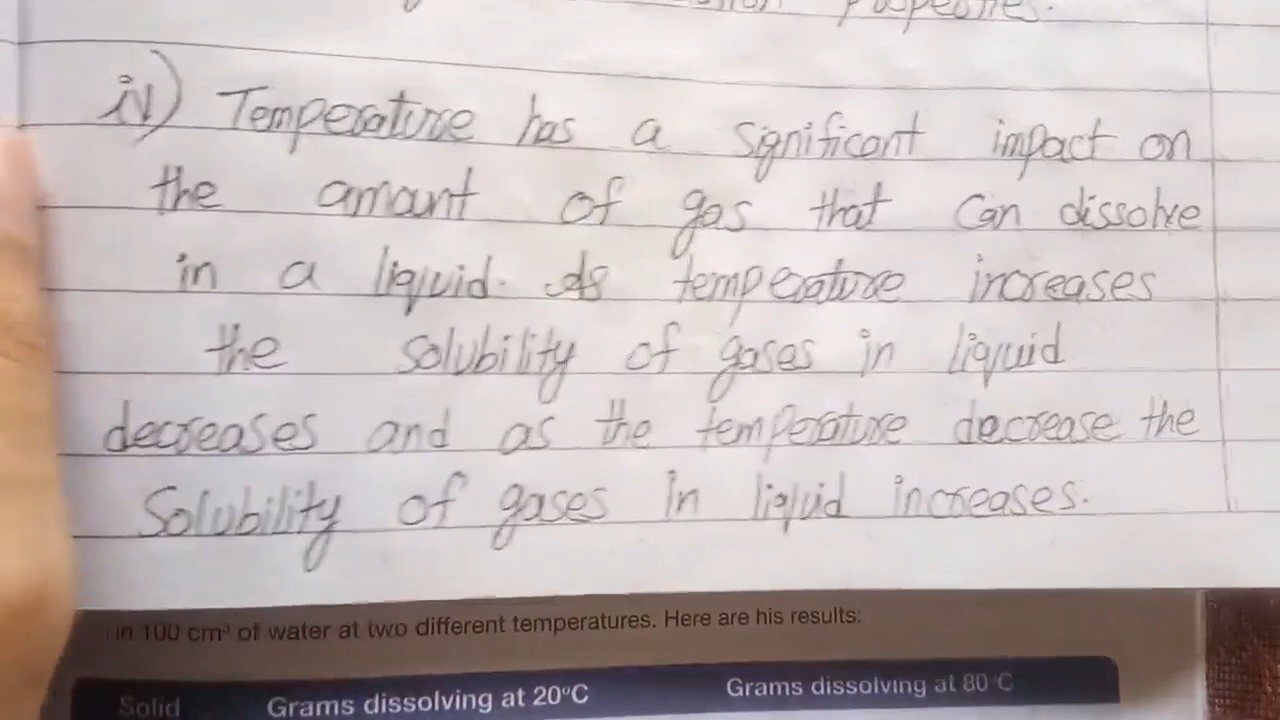 iv) Temperature has a significant impact on
the amant of gas that can dissolve
in a liquid. As temperature increases
the solubility of gases in liquid
decreases and as the temperature decrease the
Solubility of gases in liquid increases.
in 100 cm³ of water at two different temperatures. Here are his results:
Solid Grams dissolving at 20°C Grams dissolving at 80°C